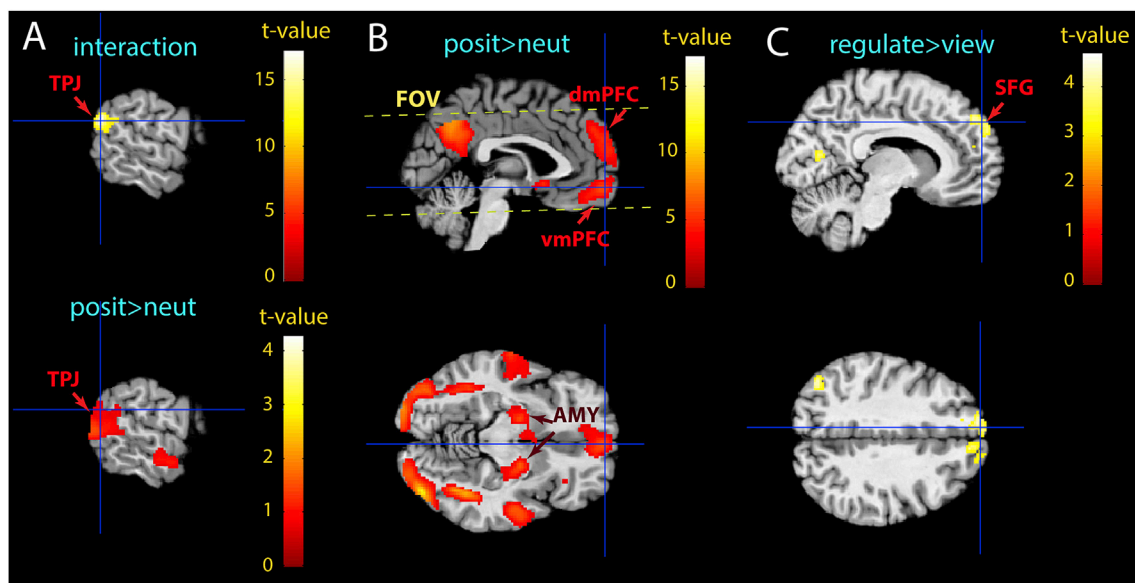 A
interaction
t-value
TPJ
15
10
5
0
posit>neut
t-value
TPJ
4
3
2
1
0
B
posit>neut
t-value
FOV
dmPFC
15
10
5
0
vmPFC
AMY
C
regulate>view
t-value
SFG
4
3
2
1
0